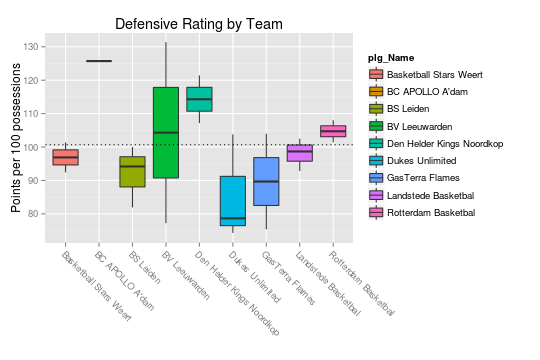 Defensive Rating by Team
Points per 100 possessions
130
120
110
100
90
80
Basketball Stars Weert
BC APOLLO A'dam
BS Leiden
BV Leeuwarden
Den Helder Kings Noordkop
Dukes Unlimited
GasTerra Flames
Landstede Basketbal
Rotterdam Basketbal
plg_Name
Basketball Stars Weert
BC APOLLO A'dam
BS Leiden
BV Leeuwarden
Den Helder Kings Noordkop
Dukes Unlimited
GasTerra Flames
Landstede Basketbal
Rotterdam Basketbal